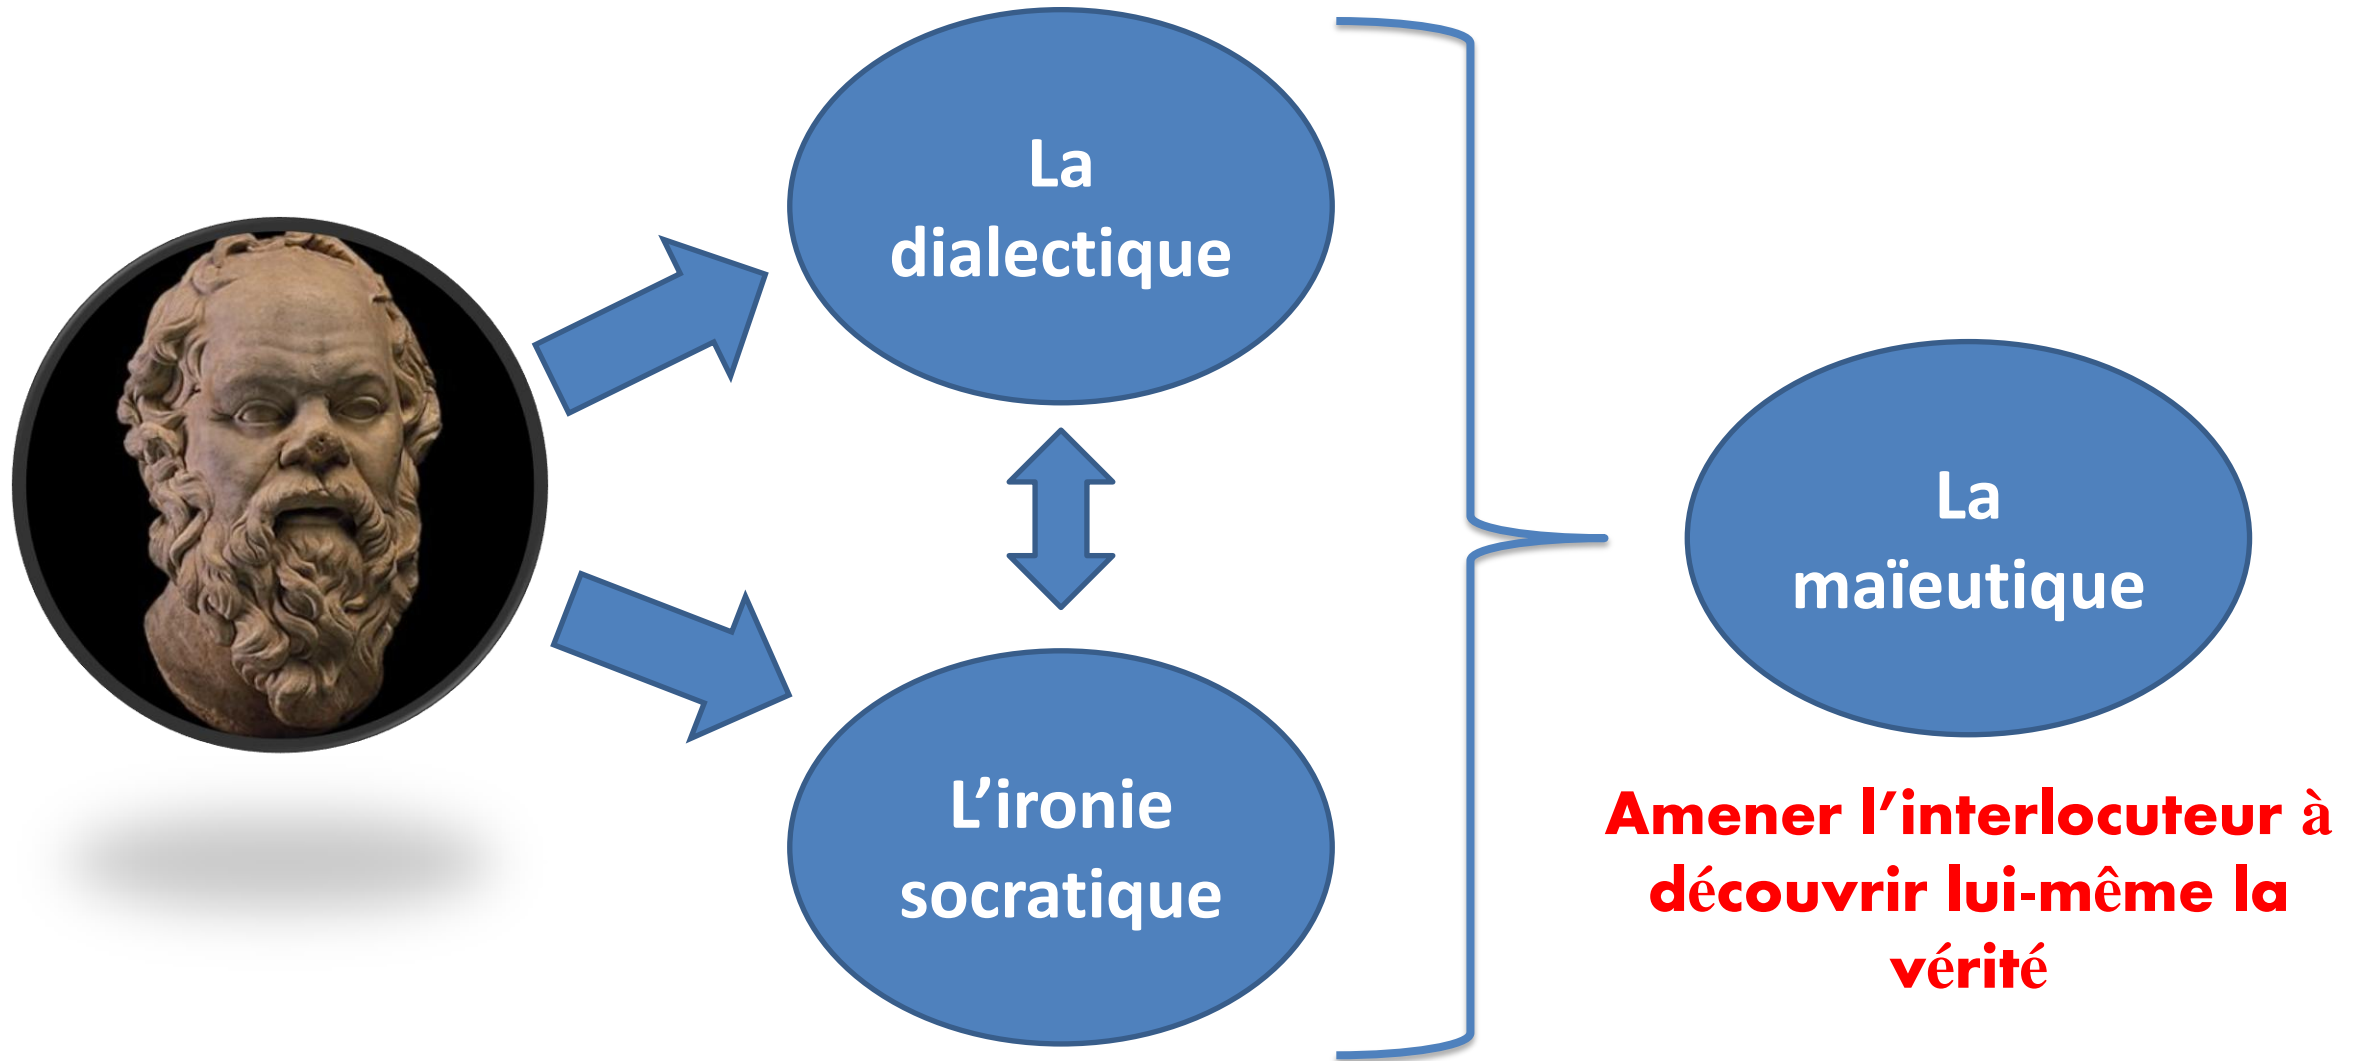 La
dialectique
L’ironie
socratique
La
maïeutique
Amener l’interlocuteur à
découvrir lui-même la
vérité